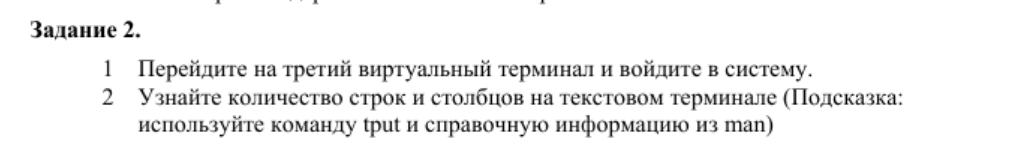 Задание 2.
1 Перейдите на третий виртуальный терминал и войдите в систему.
2 Узнайте количество строк и столбцов на текстовом терминале (Подсказка:
используйте команду tput и справочную информацию из man)